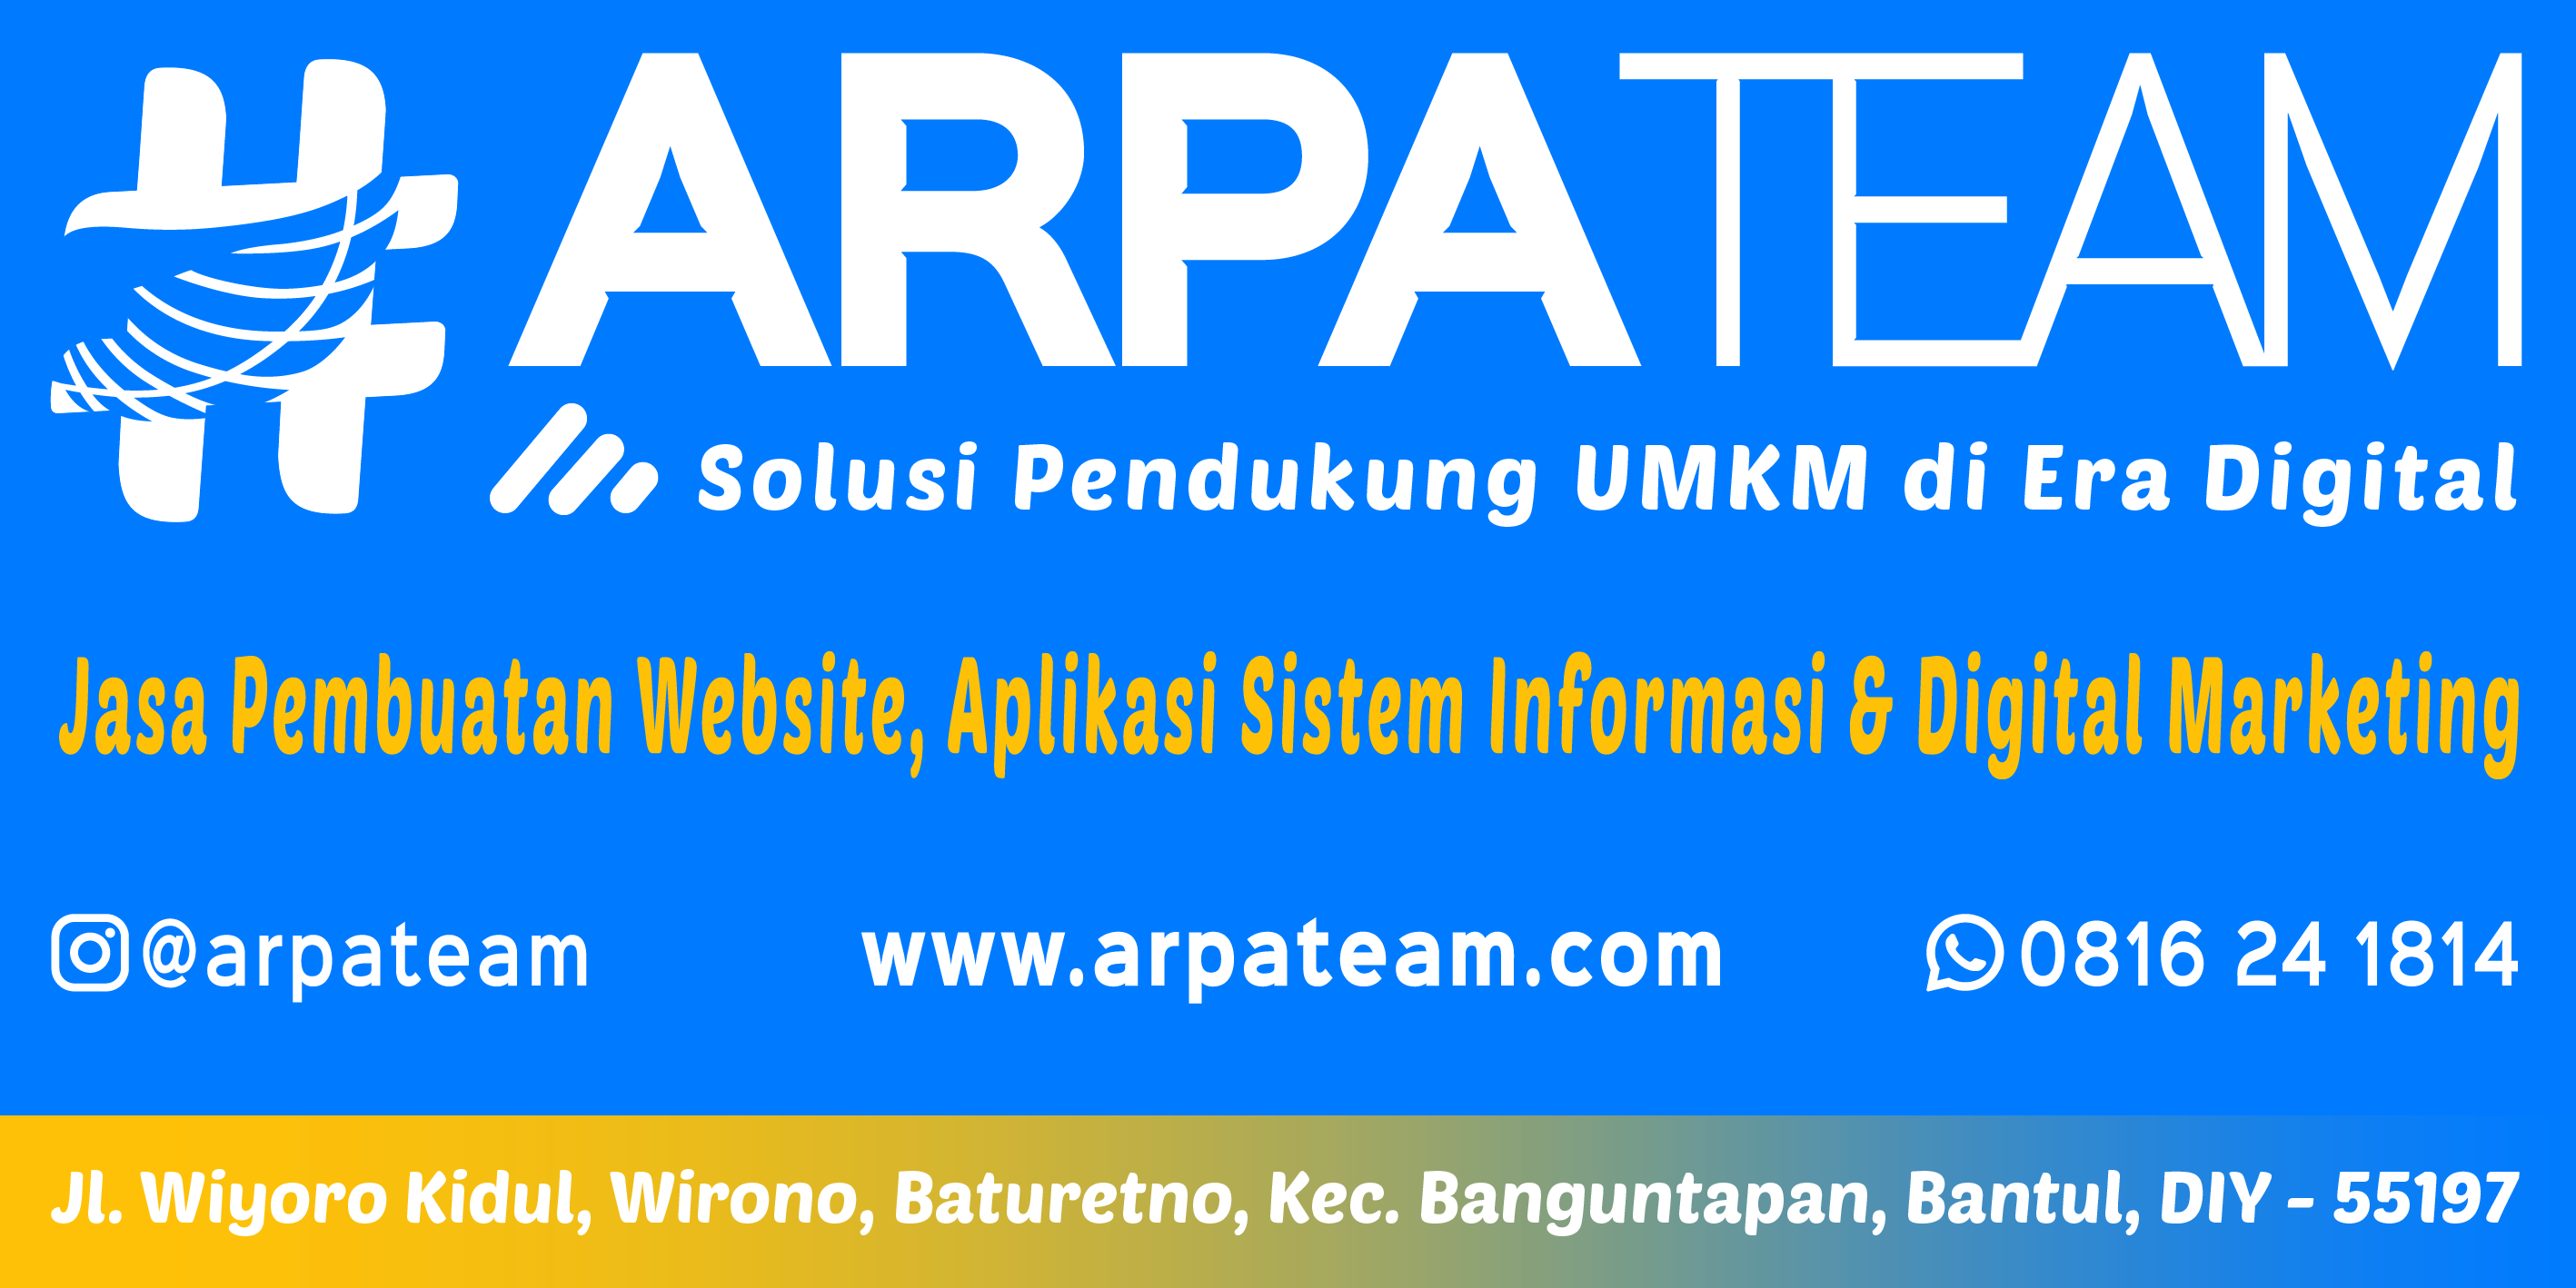 ARPATEAM
Solusi Pendukung UMKM di Era Digital
Jasa Pembuatan Website, Aplikasi Sistem Informasi & Digital Marketing
@arpateam
www.arpateam.com
0816 24 1814
Jl. Wiyoro Kidul, Wirono, Baturetno, Kec. Banguntapan, Bantul, DIY - 55197